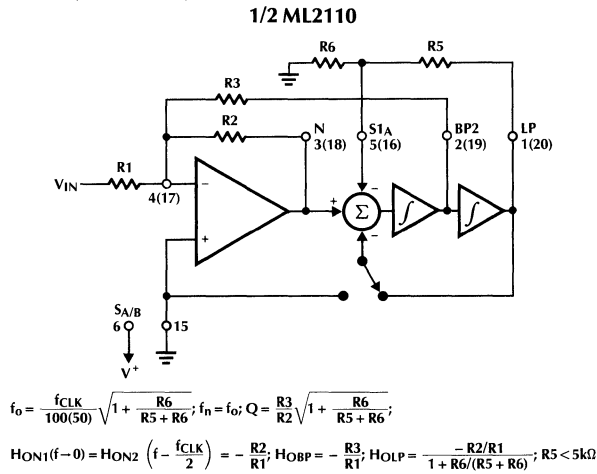 1/2 ML2110
R6
R5
R3
R2
N
3(18)
S1A
5(16)
BP2
2(19)
LP
1(20)
R1
VIN
4(17)
−
+
+
Σ
−
−
∫
∫
SA/B
6
15
V+
fo = fCLK/100(50) √(1 + R6/(R5 + R6)); fn = fo; Q = R3/R2 √(1 + R6/(R5 + R6));
HON1(f→0) = HON2 (f − fCLK/2) = − R2/R1; HOBP = − R3/R1; HOLP = −R2/R1/(1 + R6/(R5 + R6)); R5<5kΩ